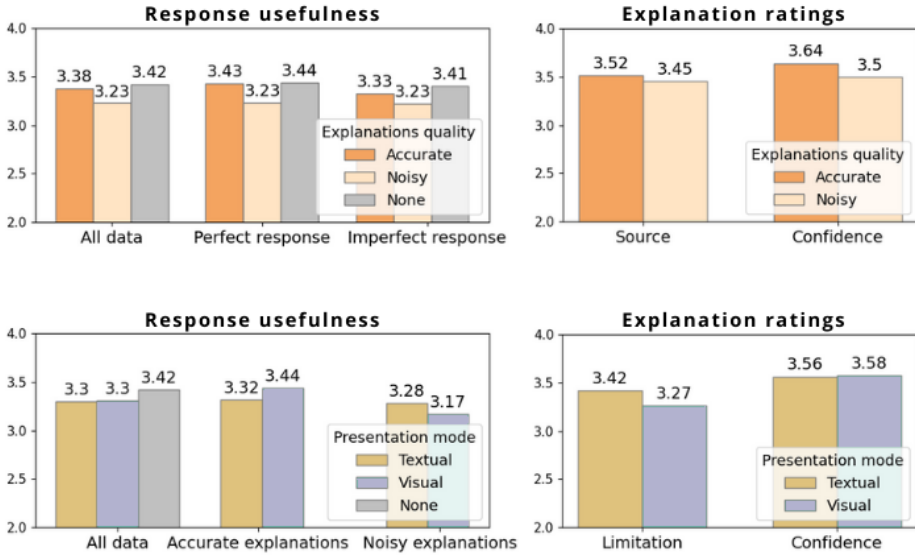 Response usefulness
4.0
3.5
3.0
2.5
2.0
3.38
3.23
3.42
3.43
3.23
3.44
3.33
3.23
3.41
Explanations quality
Accurate
Noisy
None
All data
Perfect response
Imperfect response
Explanation ratings
4.0
3.5
3.0
2.5
2.0
3.52
3.45
3.64
3.5
Explanations quality
Accurate
Noisy
Source
Confidence
Response usefulness
4.0
3.5
3.0
2.5
2.0
3.3
3.3
3.42
3.32
3.44
3.28
3.17
Presentation mode
Textual
Visual
None
All data
Accurate explanations
Noisy explanations
Explanation ratings
4.0
3.5
3.0
2.5
2.0
3.42
3.27
3.56
3.58
Presentation mode
Textual
Visual
Limitation
Confidence